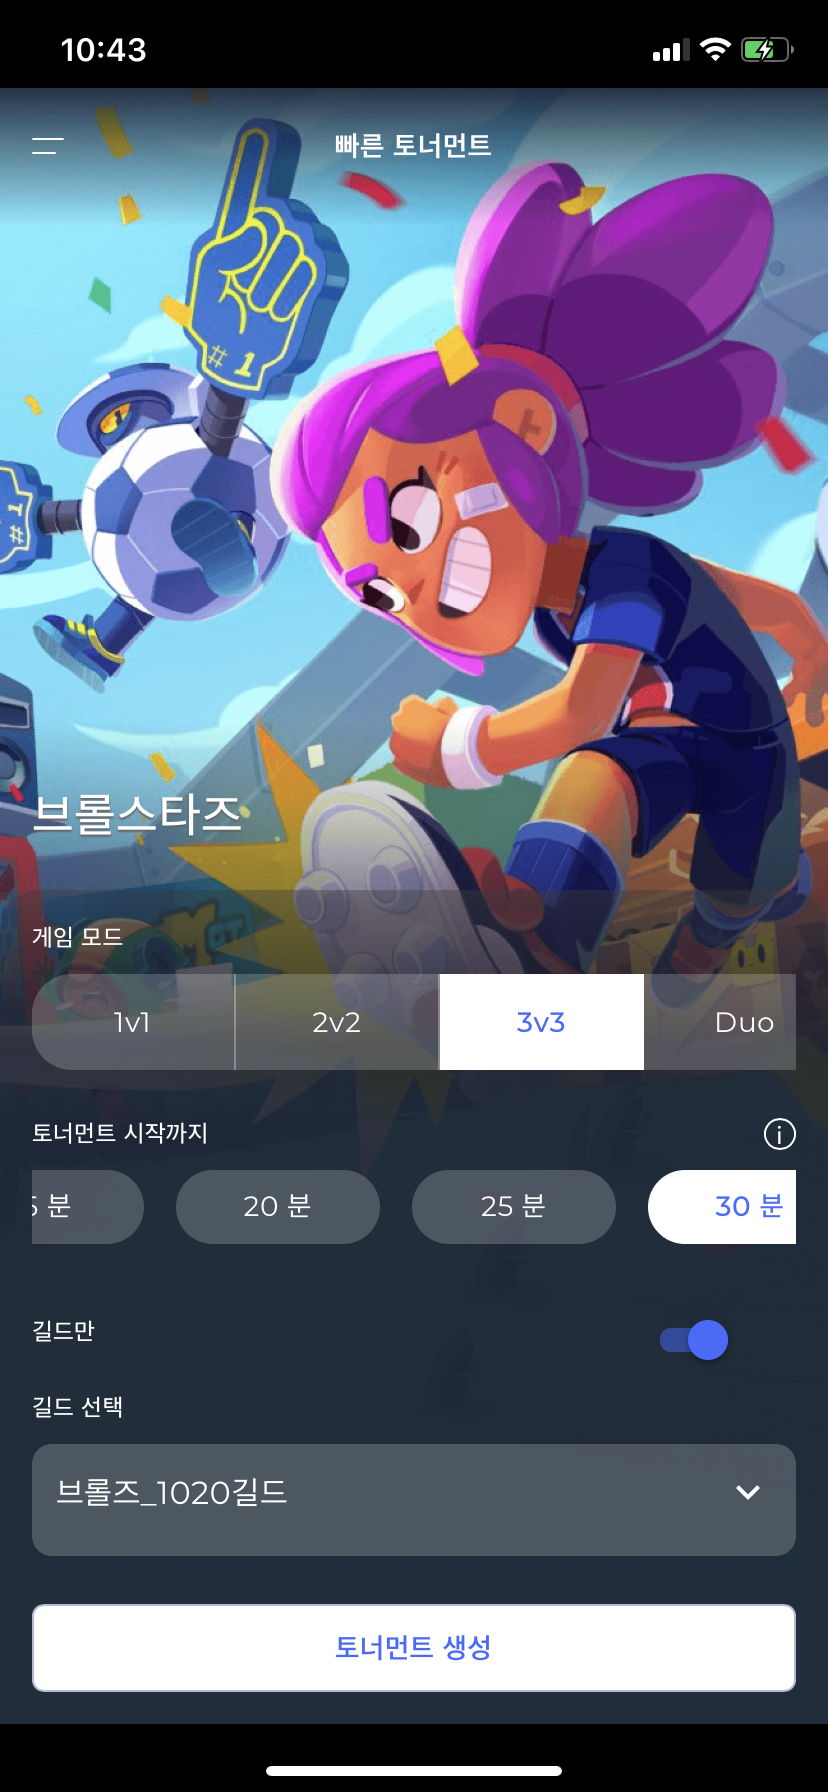 10:43
빠른 토너먼트
# 1
브롤스타즈
게임 모드
1v1 2v2 3v3 Duo
토너먼트 시작까지
5 분 20 분 25 분 30 분
길드만
길드 선택
브롤즈_1020길드
토너먼트 생성